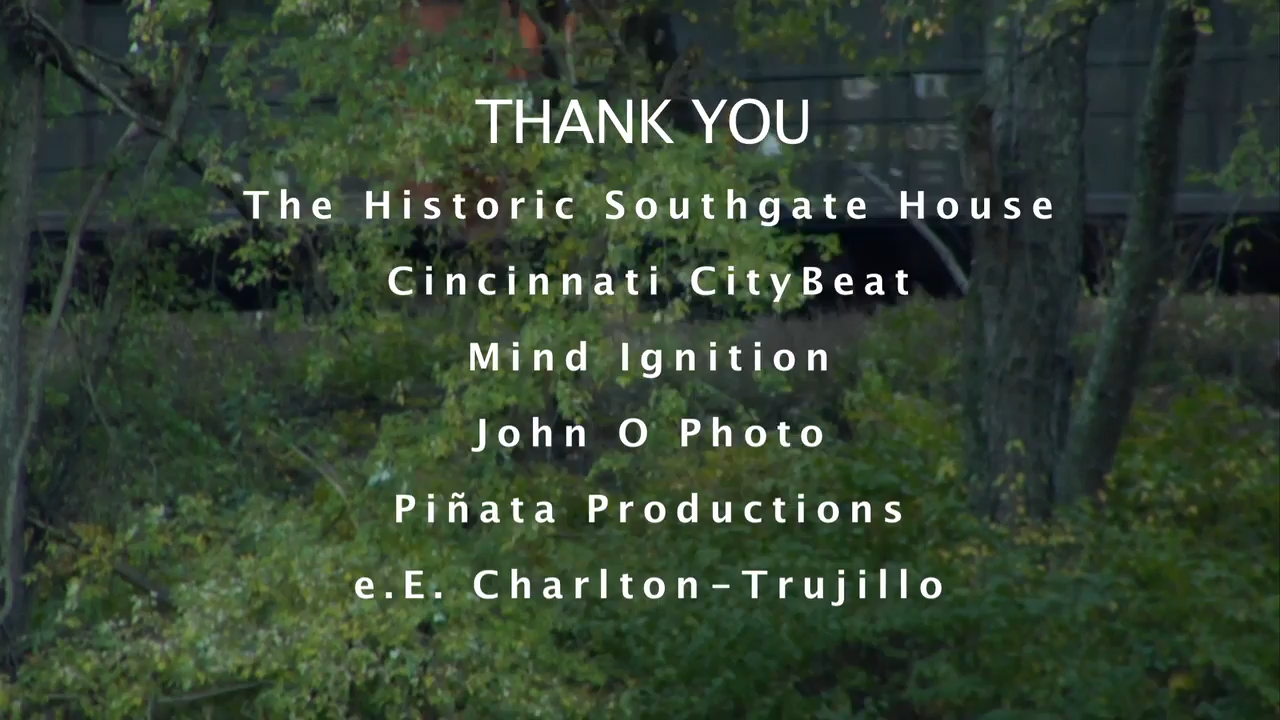 THANK YOU
The Historic Southgate House
Cincinnati CityBeat
Mind Ignition
John O Photo
Piñata Productions
e.E. Charlton-Trujillo